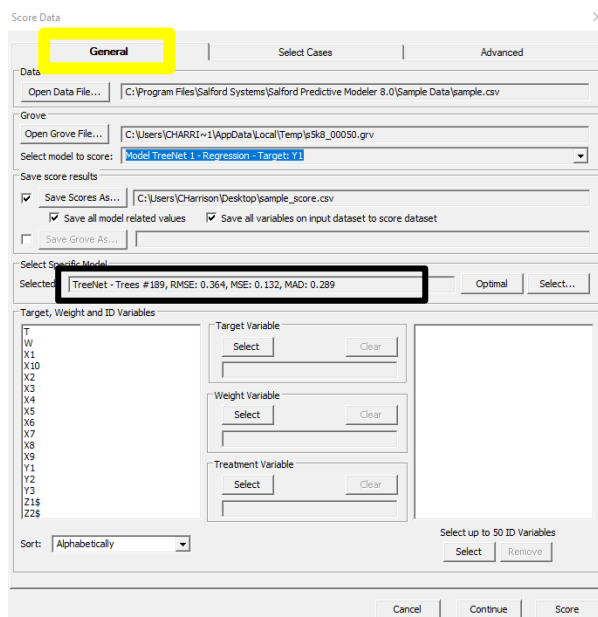 Score Data
General Select Cases Advanced
Data
Open Data File... C:\Program Files\Salford Systems\Salford Predictive Modeler 8.0\Sample Data\sample.csv
Grove
Open Grove File... C:\Users\CHARRI~1\AppData\Local\Temp\s5k8_00050.grv
Select model to score: Model TreeNet 1 - Regression - Target: Y1
Save score results
Save Scores As... C:\Users\CHarrison\Desktop\sample_score.csv
Save all model related values Save all variables on input dataset to score dataset
Save Grove As...
Select Specific Model
Selected TreeNet - Trees #189, RMSE: 0.364, MSE: 0.132, MAD: 0.289 Optimal Select...
Target, Weight and ID Variables
T
W
X1
X10
X2
X3
X4
X5
X6
X7
X8
X9
Y1
Y2
Y3
Z1$
Z2$
Target Variable
Select Clear
Weight Variable
Select Clear
Treatment Variable
Select Clear
Sort: Alphabetically
Select up to 50 ID Variables
Select Remove
Cancel Continue Score